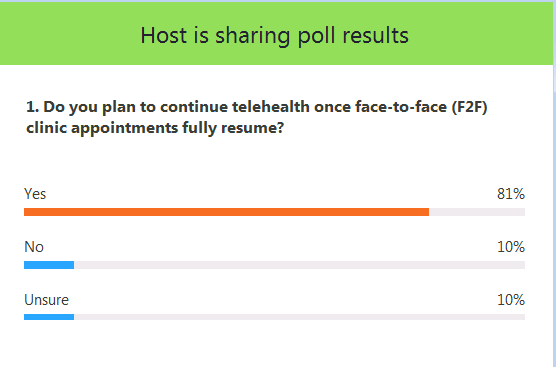 Host is sharing poll results
1. Do you plan to continue telehealth once face-to-face (F2F)
clinic appointments fully resume?
Yes 81%
No 10%
Unsure 10%